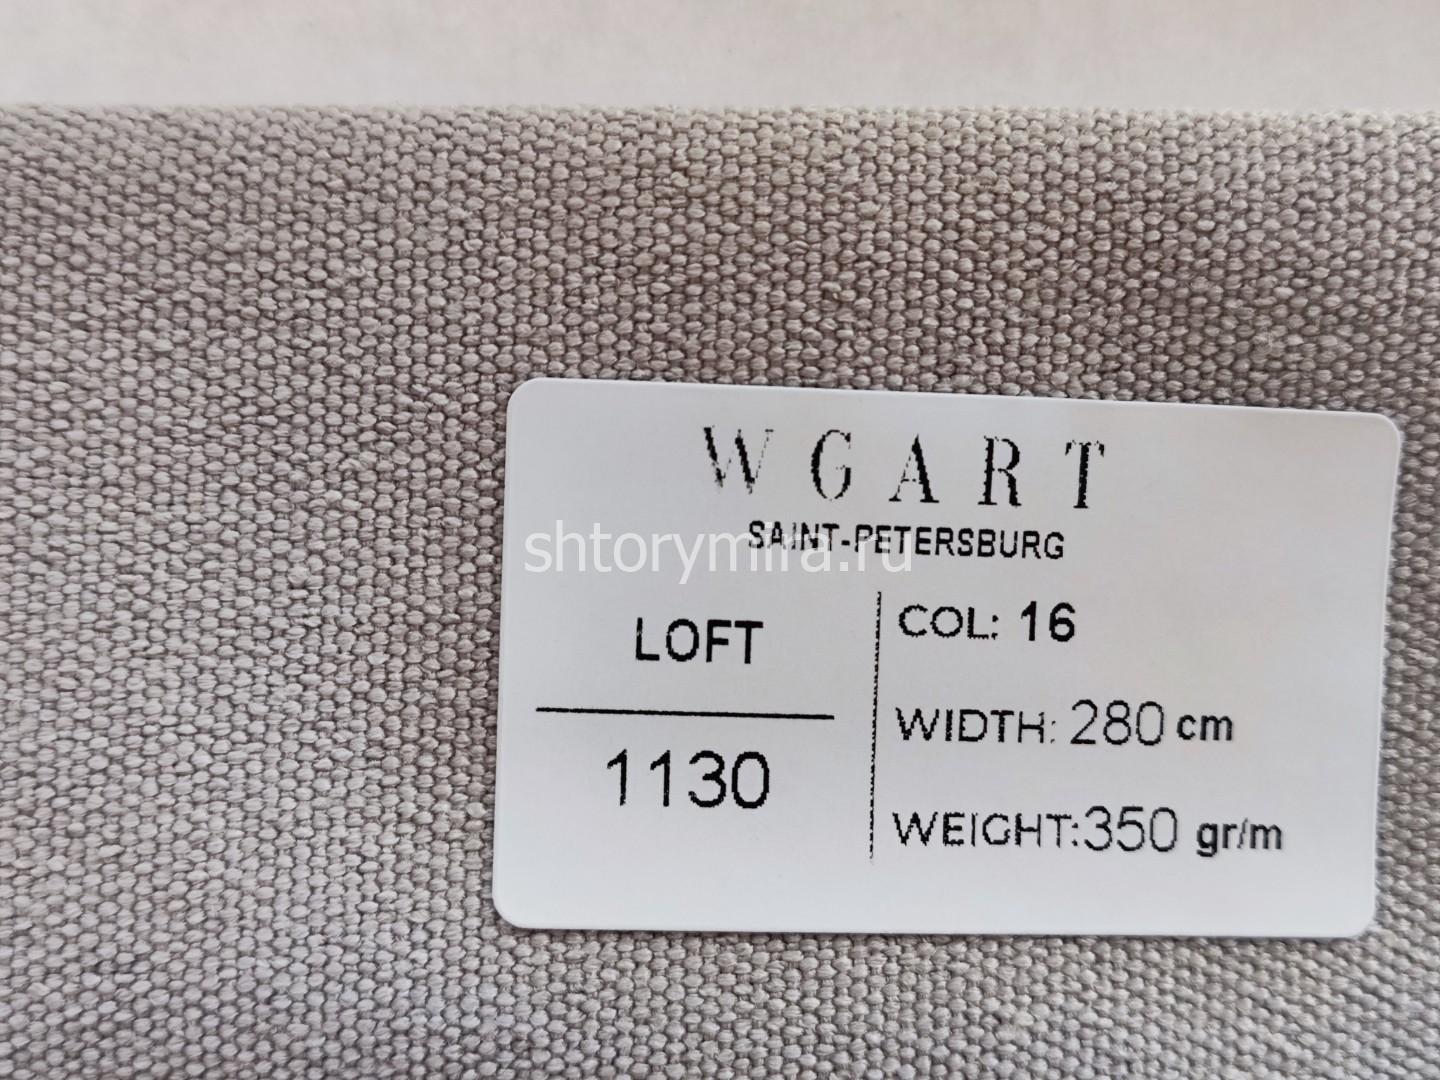 W G A R T
SAINT-PETERSBURG
shtorymira.ru
LOFT
1130
COL: 16
WIDTH: 280 cm
WEIGHT:350 gr/m